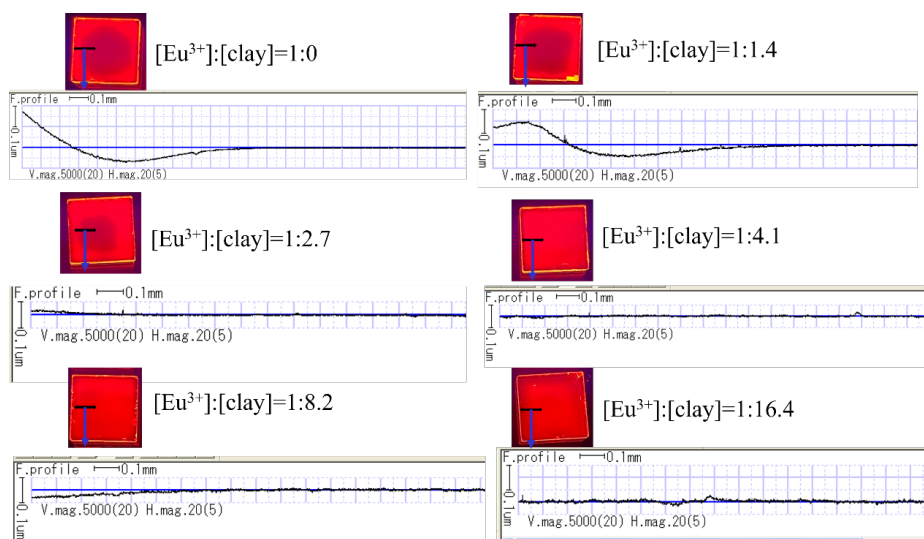 [Eu³⁺]:[clay]=1:0
F.profile 0.1mm
0.1um
V.mag.5000(20) H.mag.20(5)
[Eu³⁺]:[clay]=1:1.4
F.profile 0.1mm
0.1um
V.mag.5000(20) H.mag.20(5)
[Eu³⁺]:[clay]=1:2.7
F.profile 0.1mm
0.1um
V.mag.5000(20) H.mag.20(5)
[Eu³⁺]:[clay]=1:4.1
F.profile 0.1mm
0.1um
V.mag.5000(20) H.mag.20(5)
[Eu³⁺]:[clay]=1:8.2
F.profile 0.1mm
0.1um
V.mag.5000(20) H.mag.20(5)
[Eu³⁺]:[clay]=1:16.4
F.profile 0.1mm
0.1um
V.mag.5000(20) H.mag.20(5)